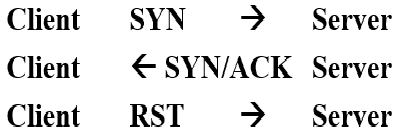 Client SYN → Server
Client ← SYN/ACK Server
Client RST → Server